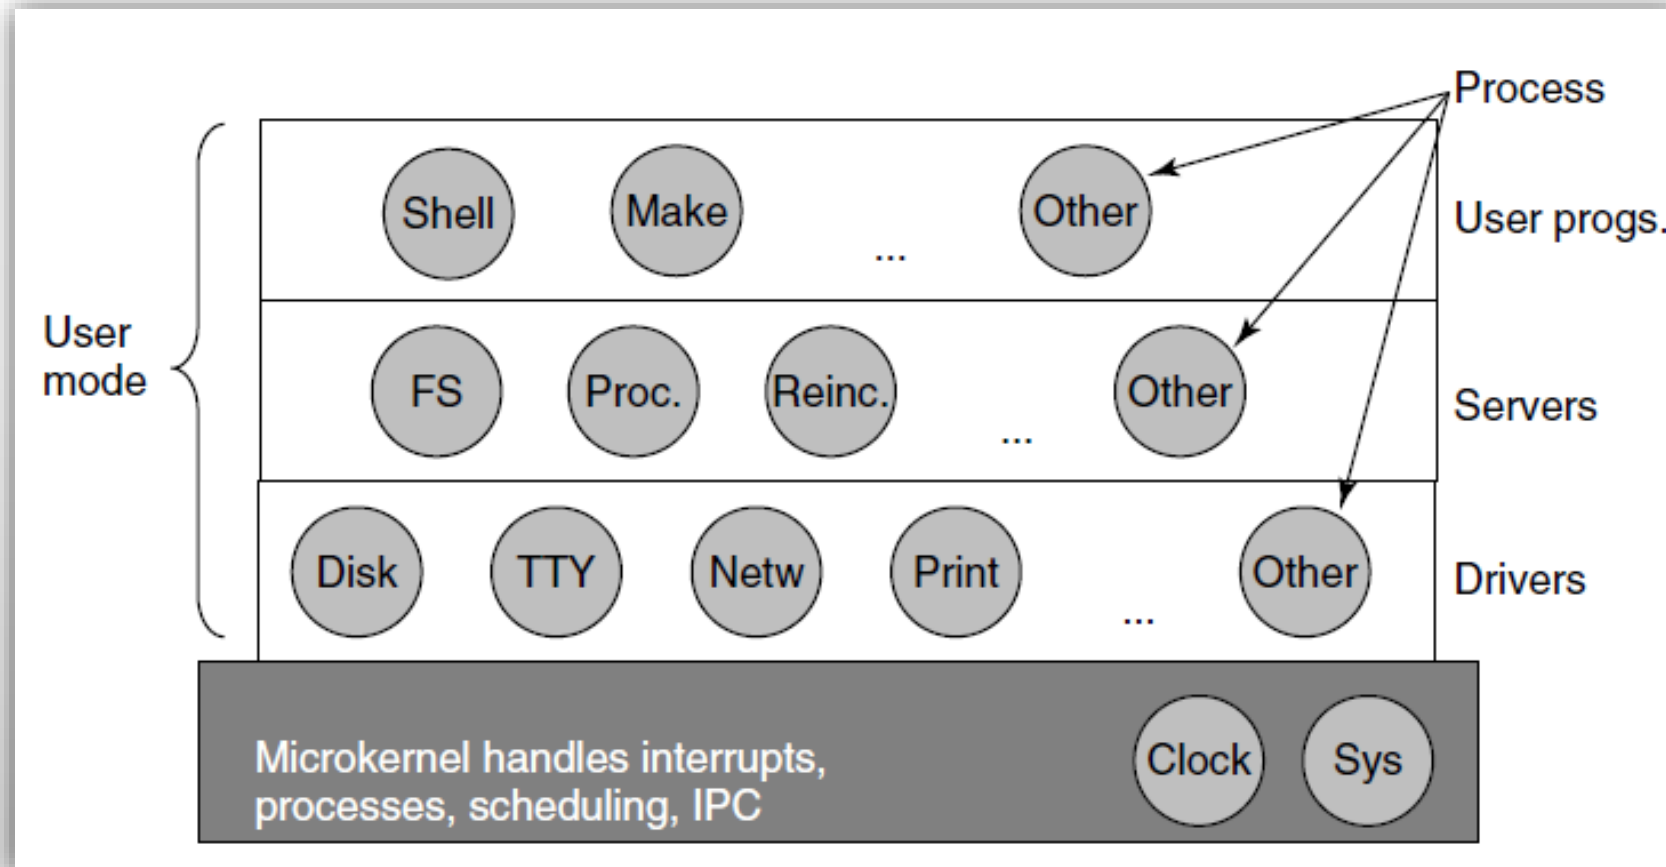 Process
Shell Make ... Other User progs.
User
mode
FS Proc. Reinc. ... Other Servers
Disk TTY Netw Print ... Other Drivers
Microkernel handles interrupts,
processes, scheduling, IPC
Clock Sys